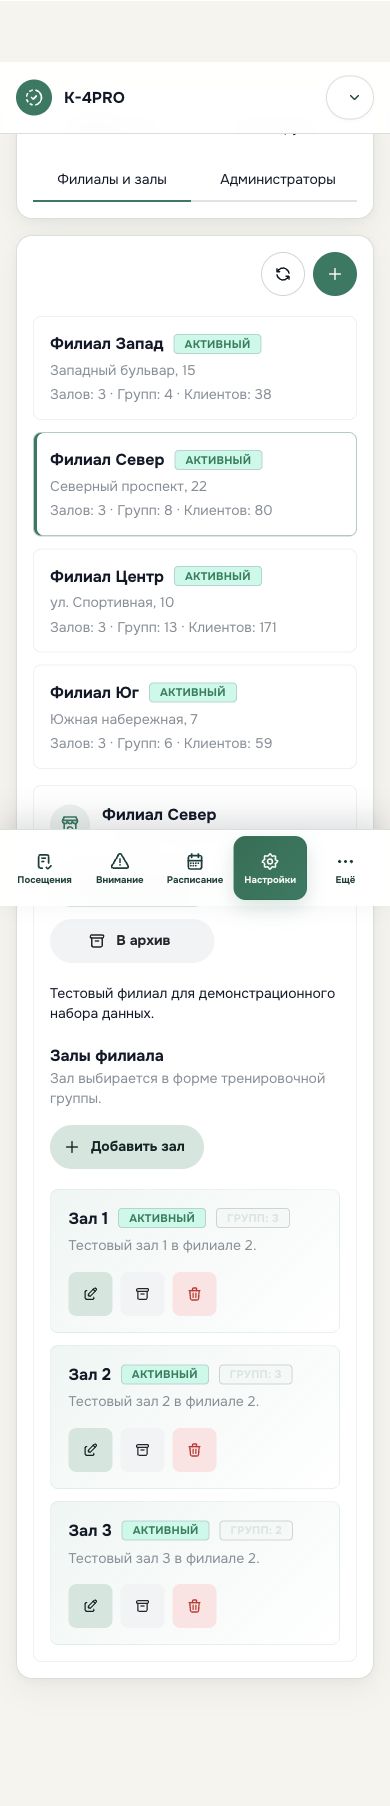 K-4PRO
Филиалы и залы
Администраторы
Филиал Запад АКТИВНЫЙ
Западный бульвар, 15
Залов: 3 · Групп: 4 · Клиентов: 38
Филиал Север АКТИВНЫЙ
Северный проспект, 22
Залов: 3 · Групп: 8 · Клиентов: 80
Филиал Центр АКТИВНЫЙ
ул. Спортивная, 10
Залов: 3 · Групп: 13 · Клиентов: 171
Филиал Юг АКТИВНЫЙ
Южная набережная, 7
Залов: 3 · Групп: 6 · Клиентов: 59
Филиал Север
Посещения Внимание Расписание Настройки Ещё
В архив
Тестовый филиал для демонстрационного
набора данных.
Залы филиала
Зал выбирается в форме тренировочной
группы.
Добавить зал
Зал 1 АКТИВНЫЙ ГРУПП: 3
Тестовый зал 1 в филиале 2.
Зал 2 АКТИВНЫЙ ГРУПП: 3
Тестовый зал 2 в филиале 2.
Зал 3 АКТИВНЫЙ ГРУПП: 2
Тестовый зал 3 в филиале 2.